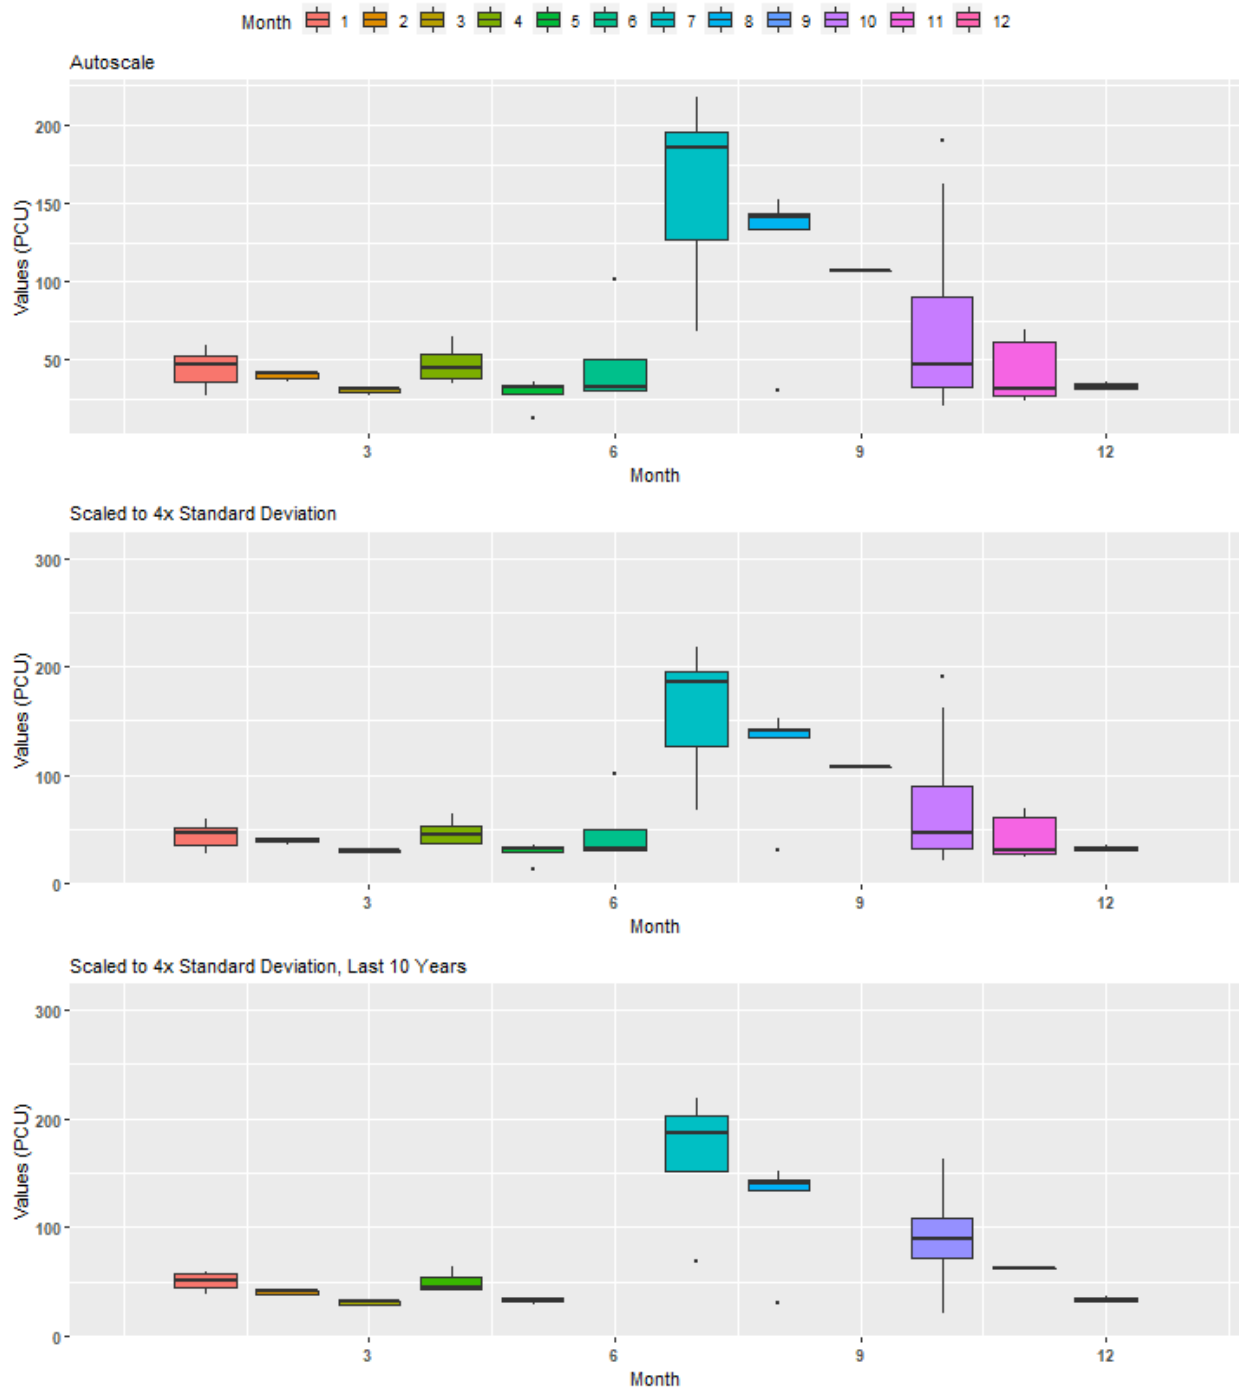 Month 1 2 3 4 5 6 7 8 9 10 11 12
Autoscale
Values (PCU)
200
150
100
50
3 6 9 12
Month
Scaled to 4x Standard Deviation
Values (PCU)
300
200
100
0
3 6 9 12
Month
Scaled to 4x Standard Deviation, Last 10 Years
Values (PCU)
300
200
100
0
3 6 9 12
Month